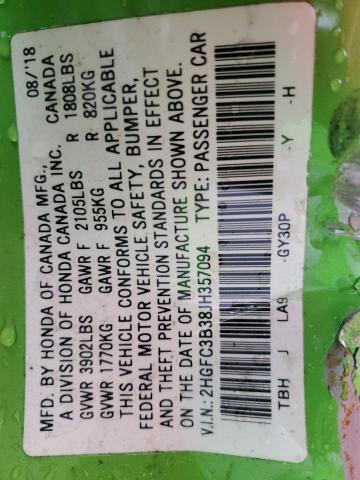 MFD. BY HONDA OF CANADA MFG., 08/'18
A DIVISION OF HONDA CANADA INC. CANADA
GVWR 3902LBS GAWR F 2105LBS R 1808LBS
GVWR 1770KG GAWR F 955KG R 820KG
THIS VEHICLE CONFORMS TO ALL APPLICABLE
FEDERAL MOTOR VEHICLE SAFETY, BUMPER,
AND THEFT PREVENTION STANDARDS IN EFFECT
ON THE DATE OF MANUFACTURE SHOWN ABOVE.
V.I.N.: 2HGFC3B38JH357094 TYPE: PASSENGER CAR
TBH J LA9 -GY30P -Y -H